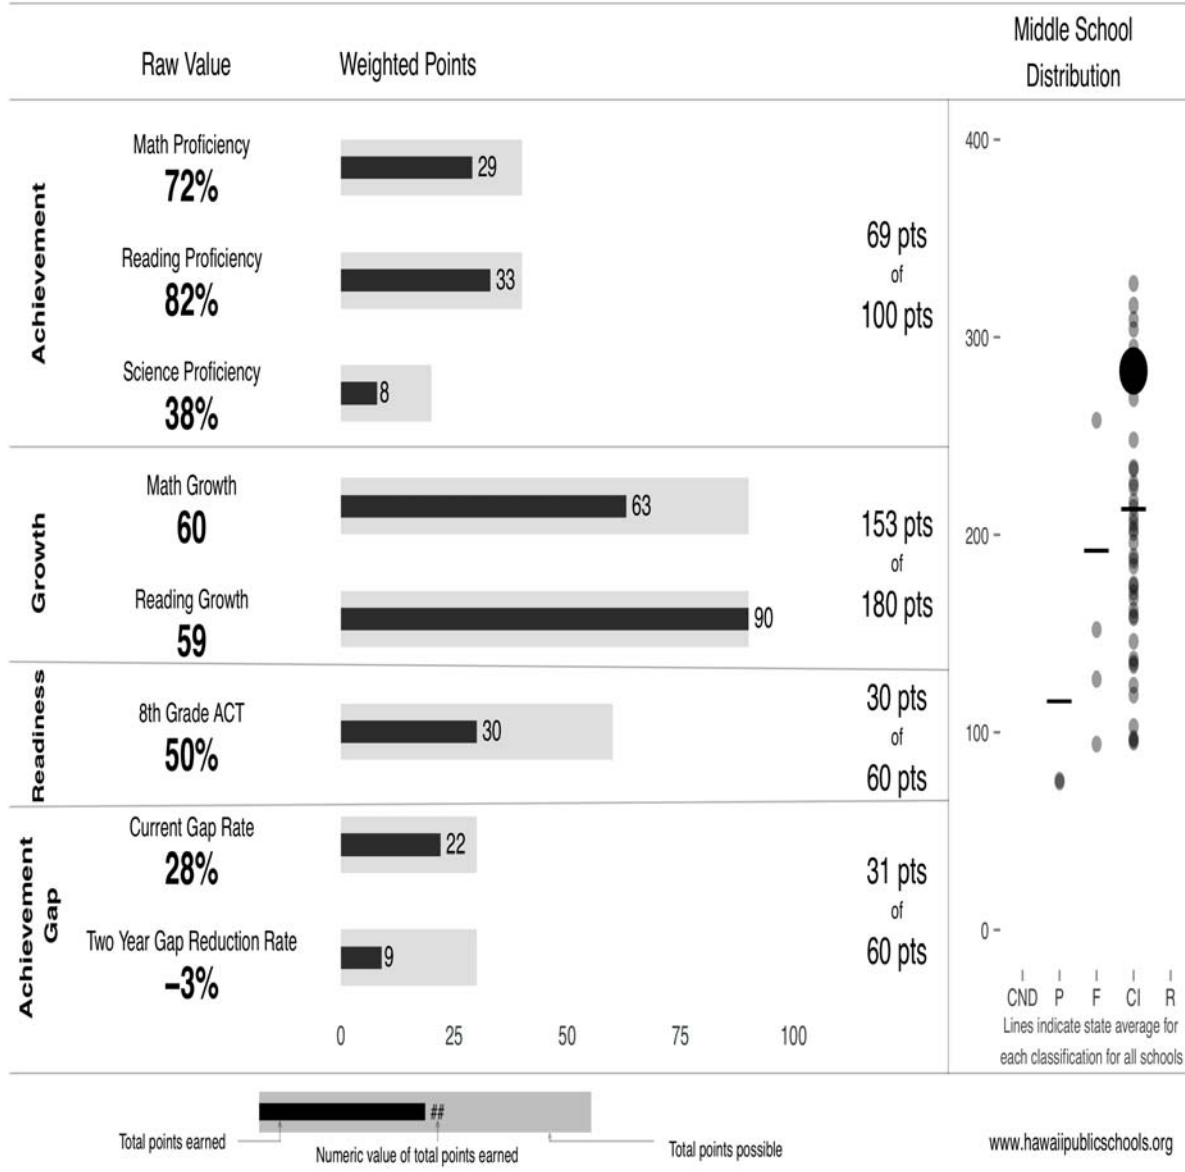 Raw Value
Weighted Points
Middle School
Distribution
Achievement
Math Proficiency
72%
29
Reading Proficiency
82%
33
Science Proficiency
38%
8
69 pts
of
100 pts
Growth
Math Growth
60
63
Reading Growth
59
90
153 pts
of
180 pts
Readiness
8th Grade ACT
50%
30
30 pts
of
60 pts
Achievement
Gap
Current Gap Rate
28%
22
Two Year Gap Reduction Rate
–3%
9
31 pts
of
60 pts
0 25 50 75 100
400
300
200
100
0
CND P F CI R
Lines indicate state average for
each classification for all schools
##
Total points earned
Numeric value of total points earned
Total points possible
www.hawaiipublicschools.org